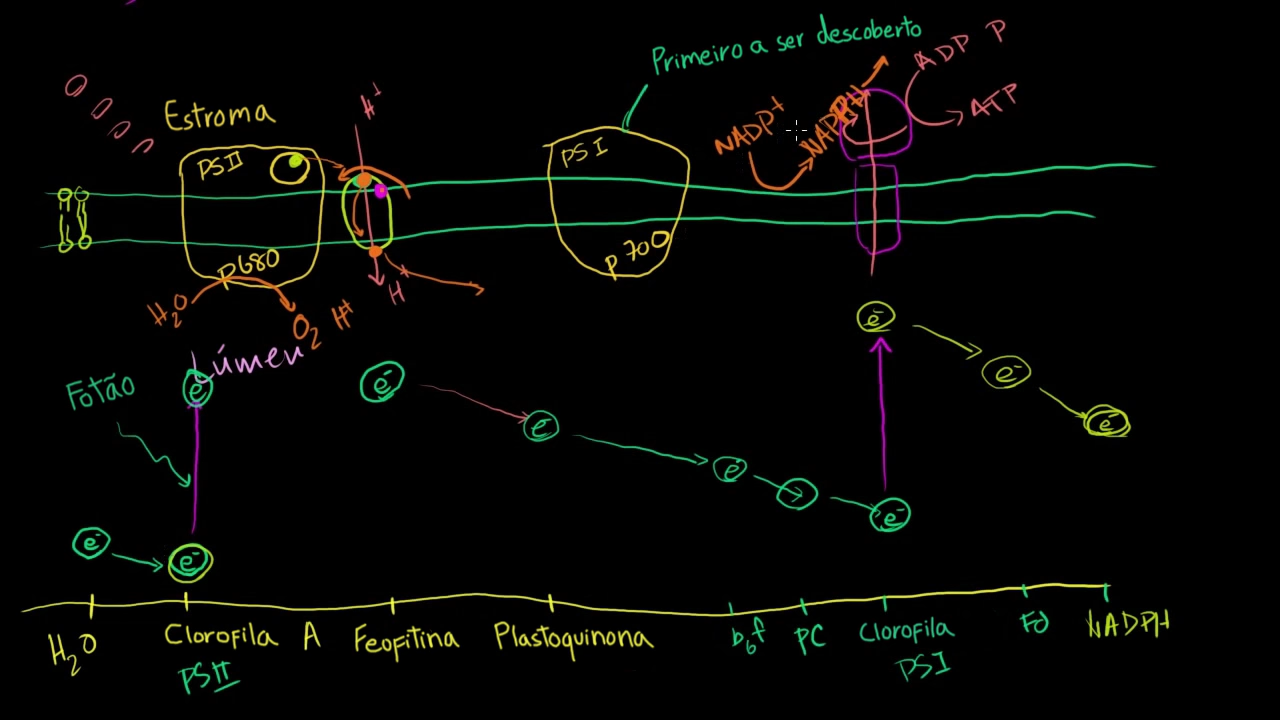 Primeiro a ser descoberto
ADP P
ATP
H⁺
Estroma
NADP⁺
NADPH
PSII
PSI
P680
P700
H₂O
O₂ H⁺
H⁺
Lúmen
Fotão
e⁻
e⁻
e⁻
e⁻
e⁻
e⁻
e⁻
e⁻
e⁻
e⁻
H₂O
Clorofila A
PSII
Feofitina
Plastoquinona
b₆f
PC
Clorofila
PSI
Fd
NADPH